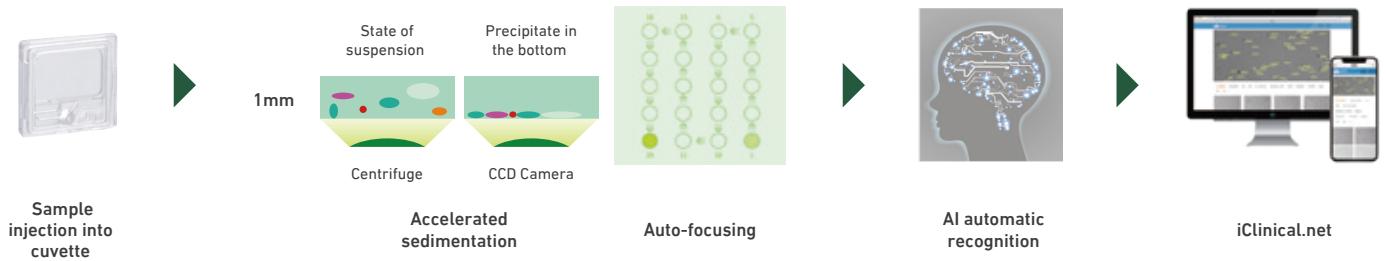 State of
suspension
Precipitate in
the bottom
1mm
Centrifuge
CCD Camera
Sample
injection into
cuvette
Accelerated
sedimentation
Auto-focusing
AI automatic
recognition
iClinical.net